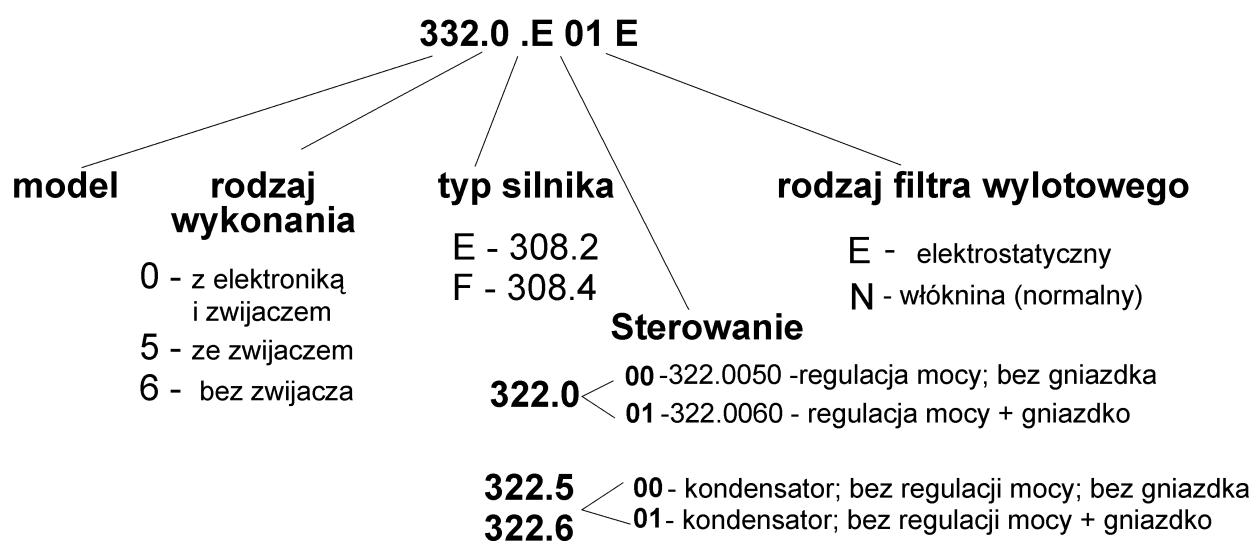 332.0 .E 01 E
model
rodzaj
wykonania
0 - z elektroniką
i zwijaczem
5 - ze zwijaczem
6 - bez zwijacza
typ silnika
E - 308.2
F - 308.4
rodzaj filtra wylotowego
E - elektrostatyczny
N - włóknina (normalny)
Sterowanie
322.0
00 -322.0050 -regulacja mocy; bez gniazdka
01 -322.0060 - regulacja mocy + gniazdko
322.5
322.6
00 - kondensator; bez regulacji mocy; bez gniazdka
01 - kondensator; bez regulacji mocy + gniazdko